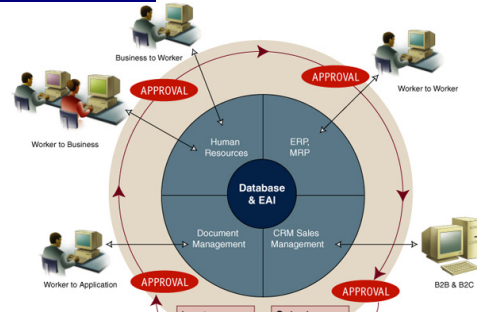 Business to Worker
APPROVAL
APPROVAL
Worker to Worker
Worker to Business
Human
Resources
ERP,
MRP
Database
& EAI
Document
Management
CRM Sales
Management
Worker to Application
APPROVAL
APPROVAL
B2B & B2C